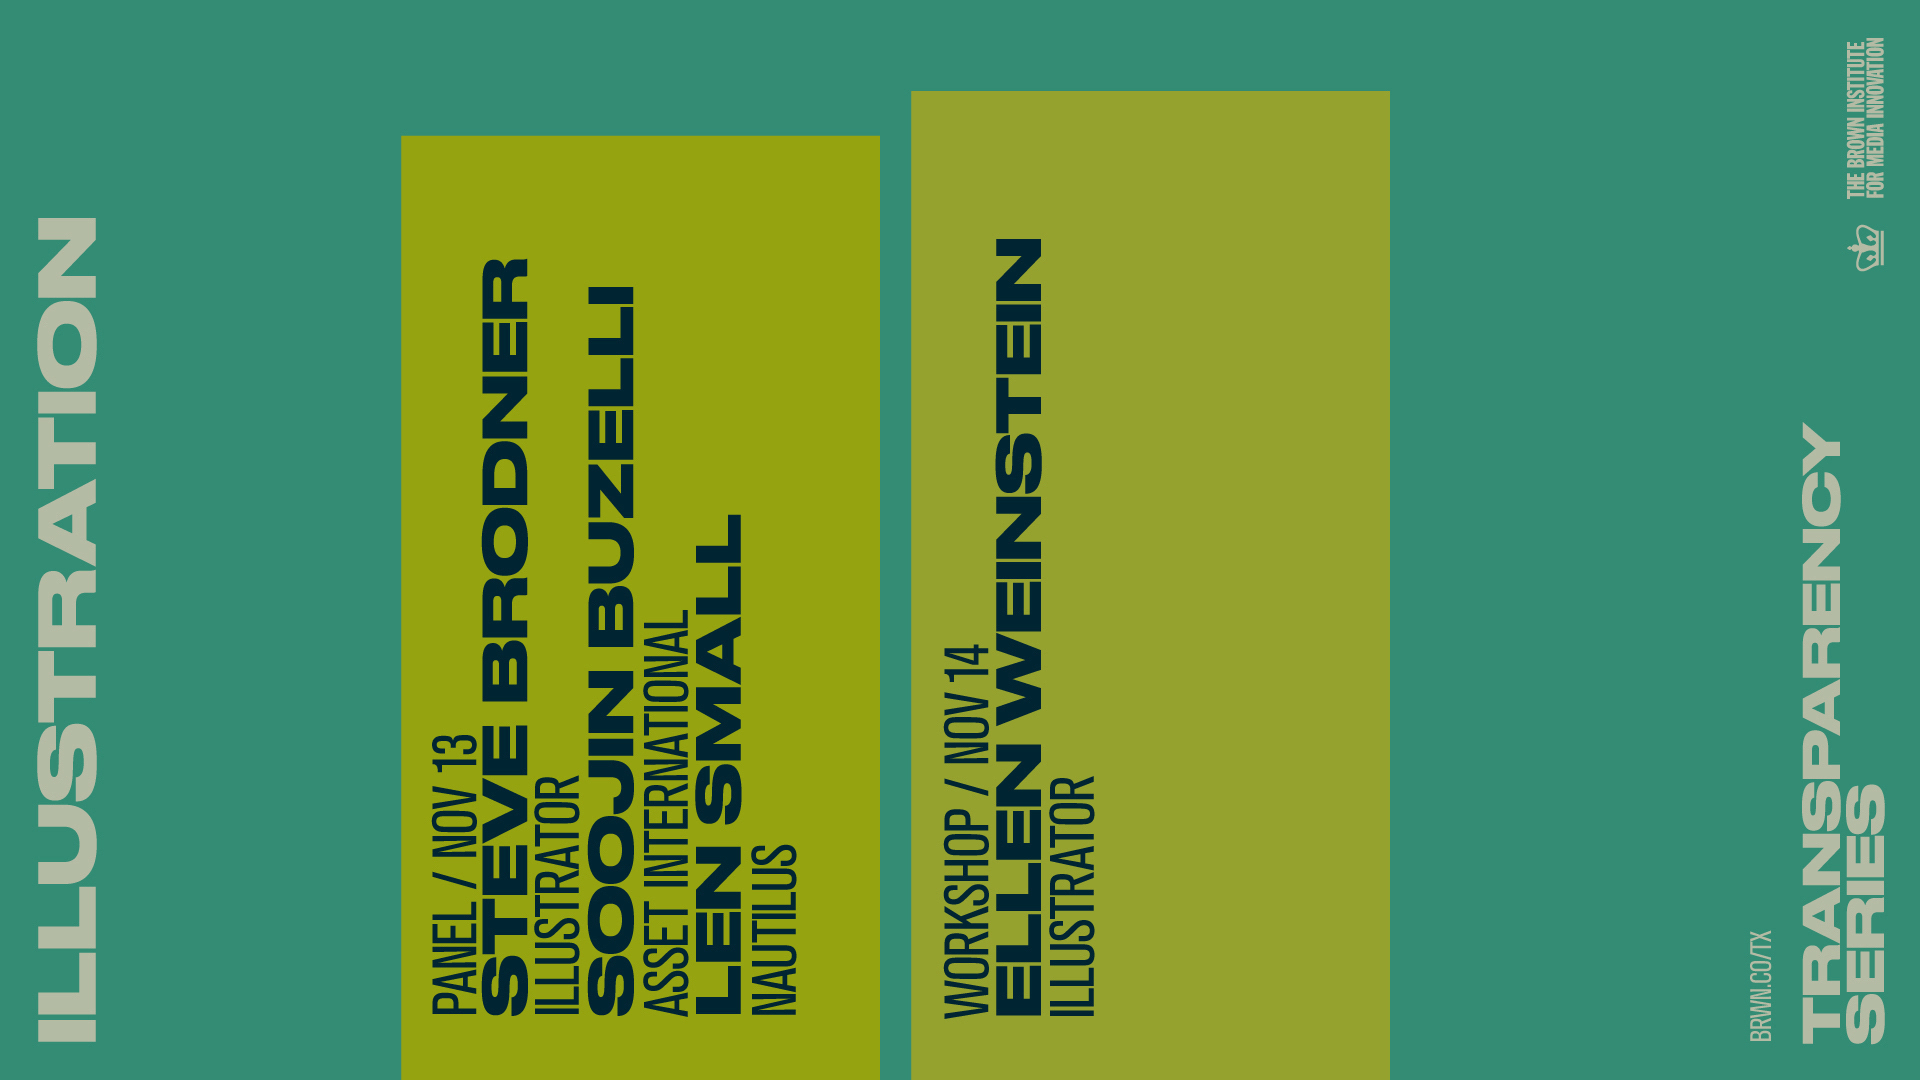 ILLUSTRATION
PANEL / NOV 13
STEVE BRODNER
ILLUSTRATOR
SOOJIN BUZELLI
ASSET INTERNATIONAL
LEN SMALL
NAUTILUS
WORKSHOP / NOV 14
ELLEN WEINSTEIN
ILLUSTRATOR
BRWN.CO/TX
TRANSPARENCY
SERIES
THE BROWN INSTITUTE
FOR MEDIA INNOVATION